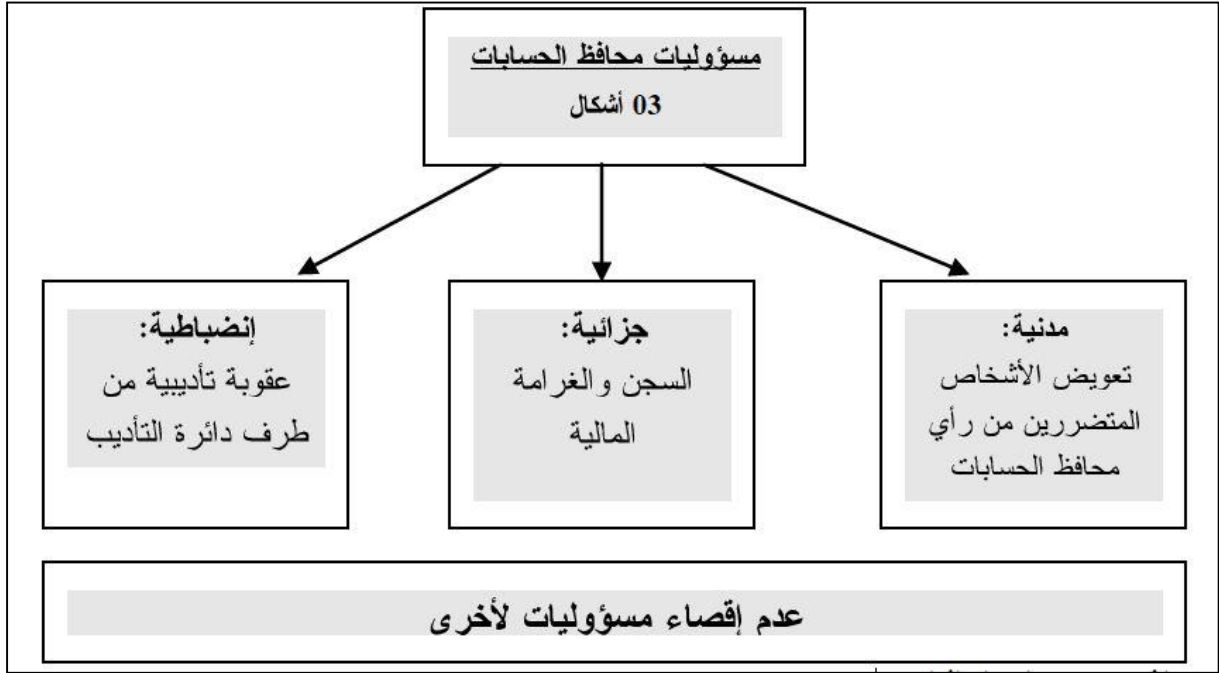 مسؤوليات محافظ الحسابات
03 أشكال
مدنية:
تعويض الأشخاص
المتضررين من رأي
محافظ الحسابات
جزائية:
السجن والغرامة
المالية
إنضباطية:
عقوبة تأديبية من
طرف دائرة التأديب
عدم إقصاء مسؤوليات لأخرى